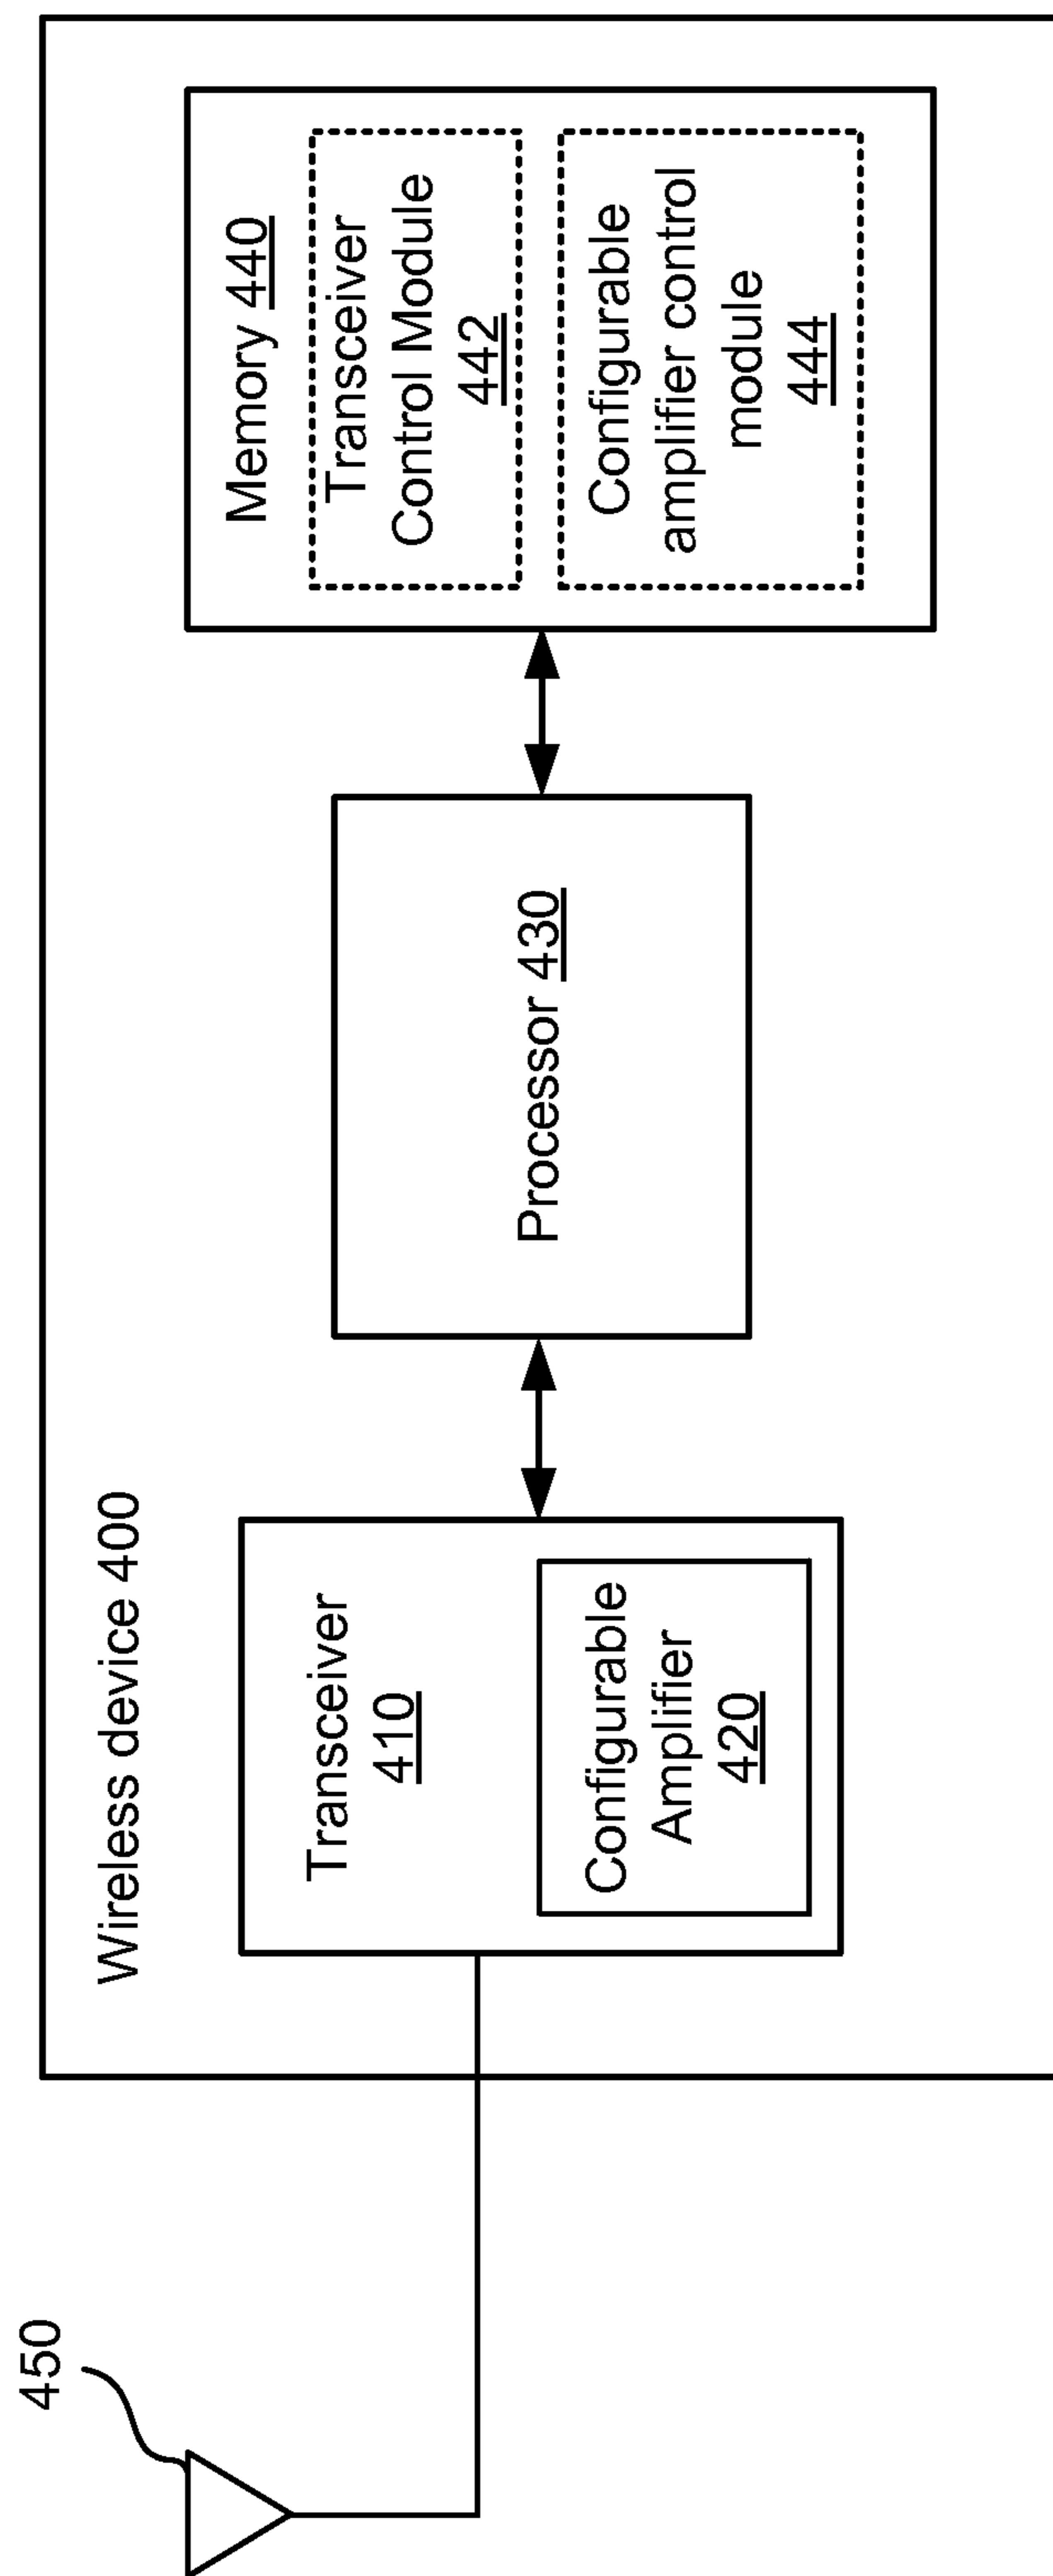 Wireless device 400
450
Transceiver
410
Configurable
Amplifier
420
Processor 430
Memory 440
Transceiver
Control Module
442
Configurable
amplifier control
module
444